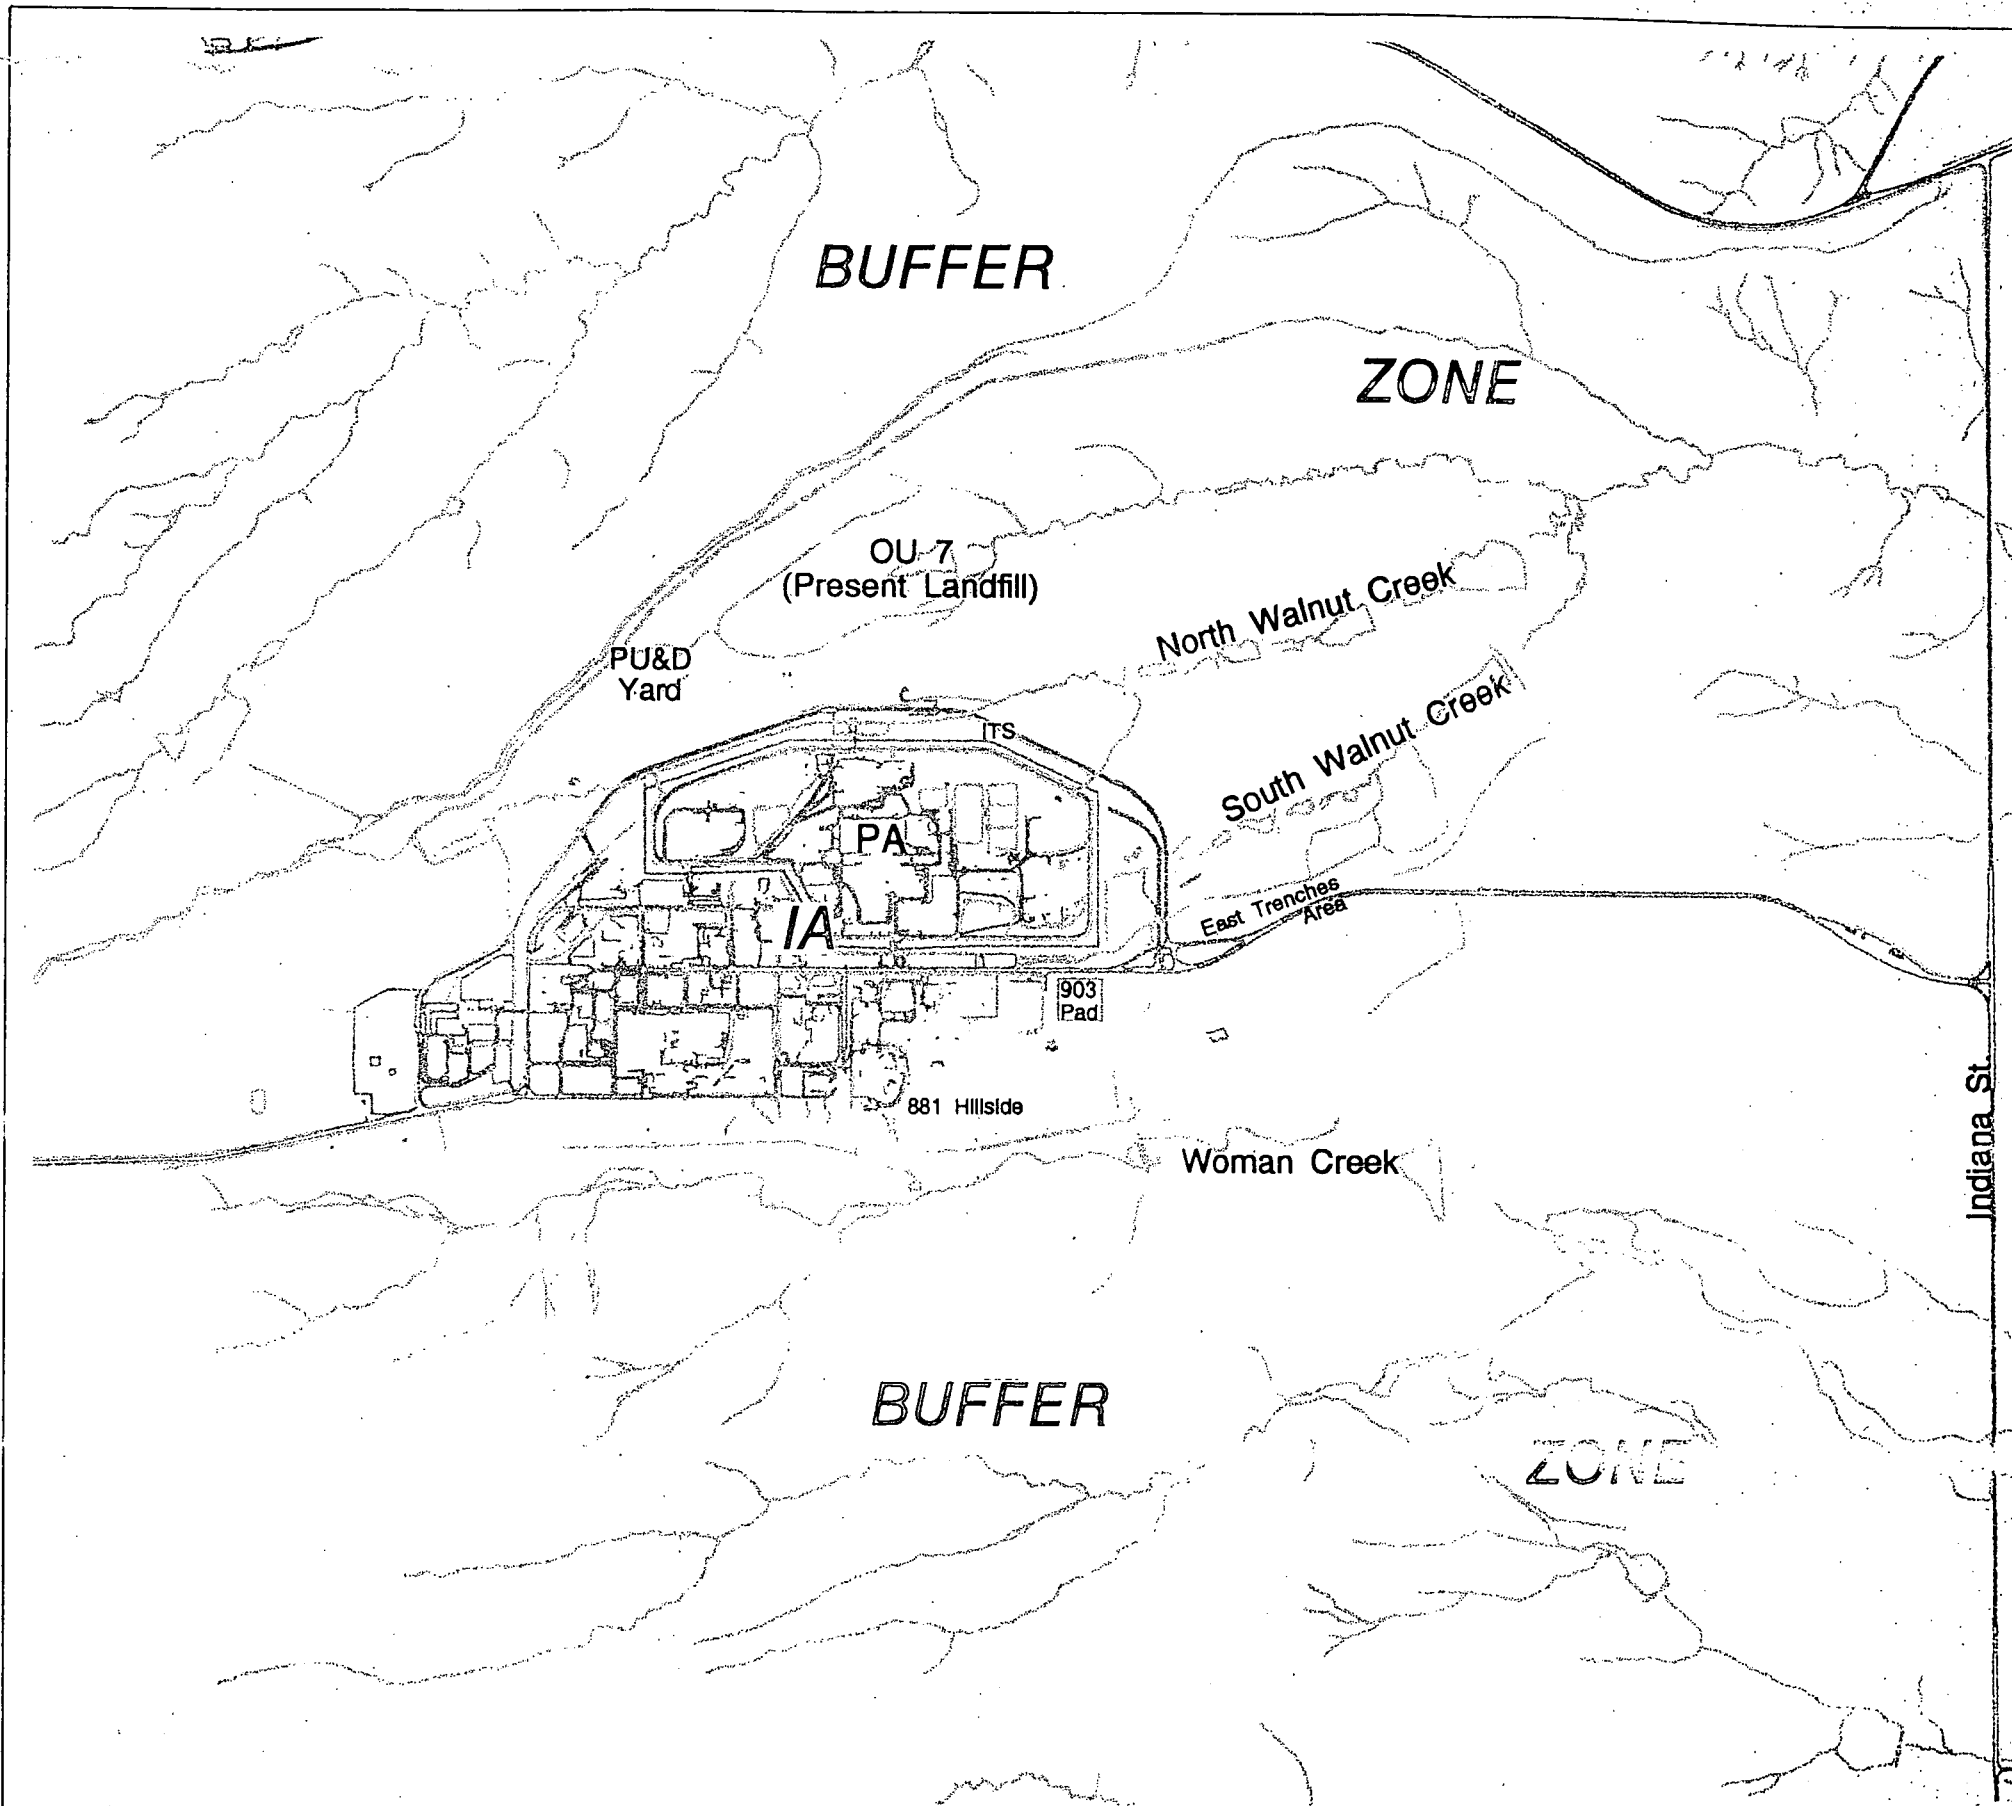 BUFFER
ZONE
OU 7
(Present Landfill)
North Walnut Creek
PU&D
Yard
South Walnut Creek
ITS
PA
East Trenches
Area
IA
903
Pad
881 Hillside
Woman Creek
Indiana St.
BUFFER
ZONE